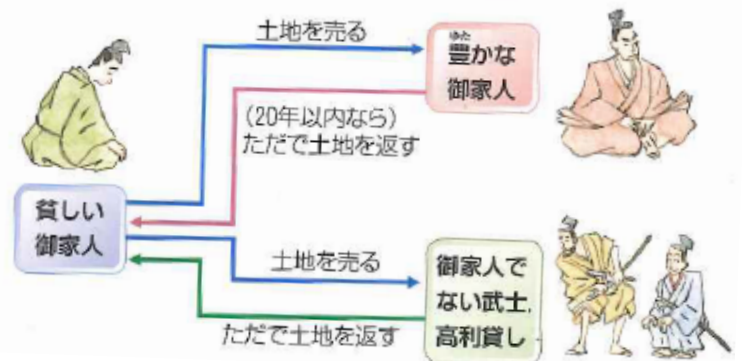 土地を売る
ゆた
豊かな
御家人
(20年以内なら)
ただで土地を返す
貧しい
御家人
土地を売る
御家人で
ない武士,
高利貸し
ただで土地を返す